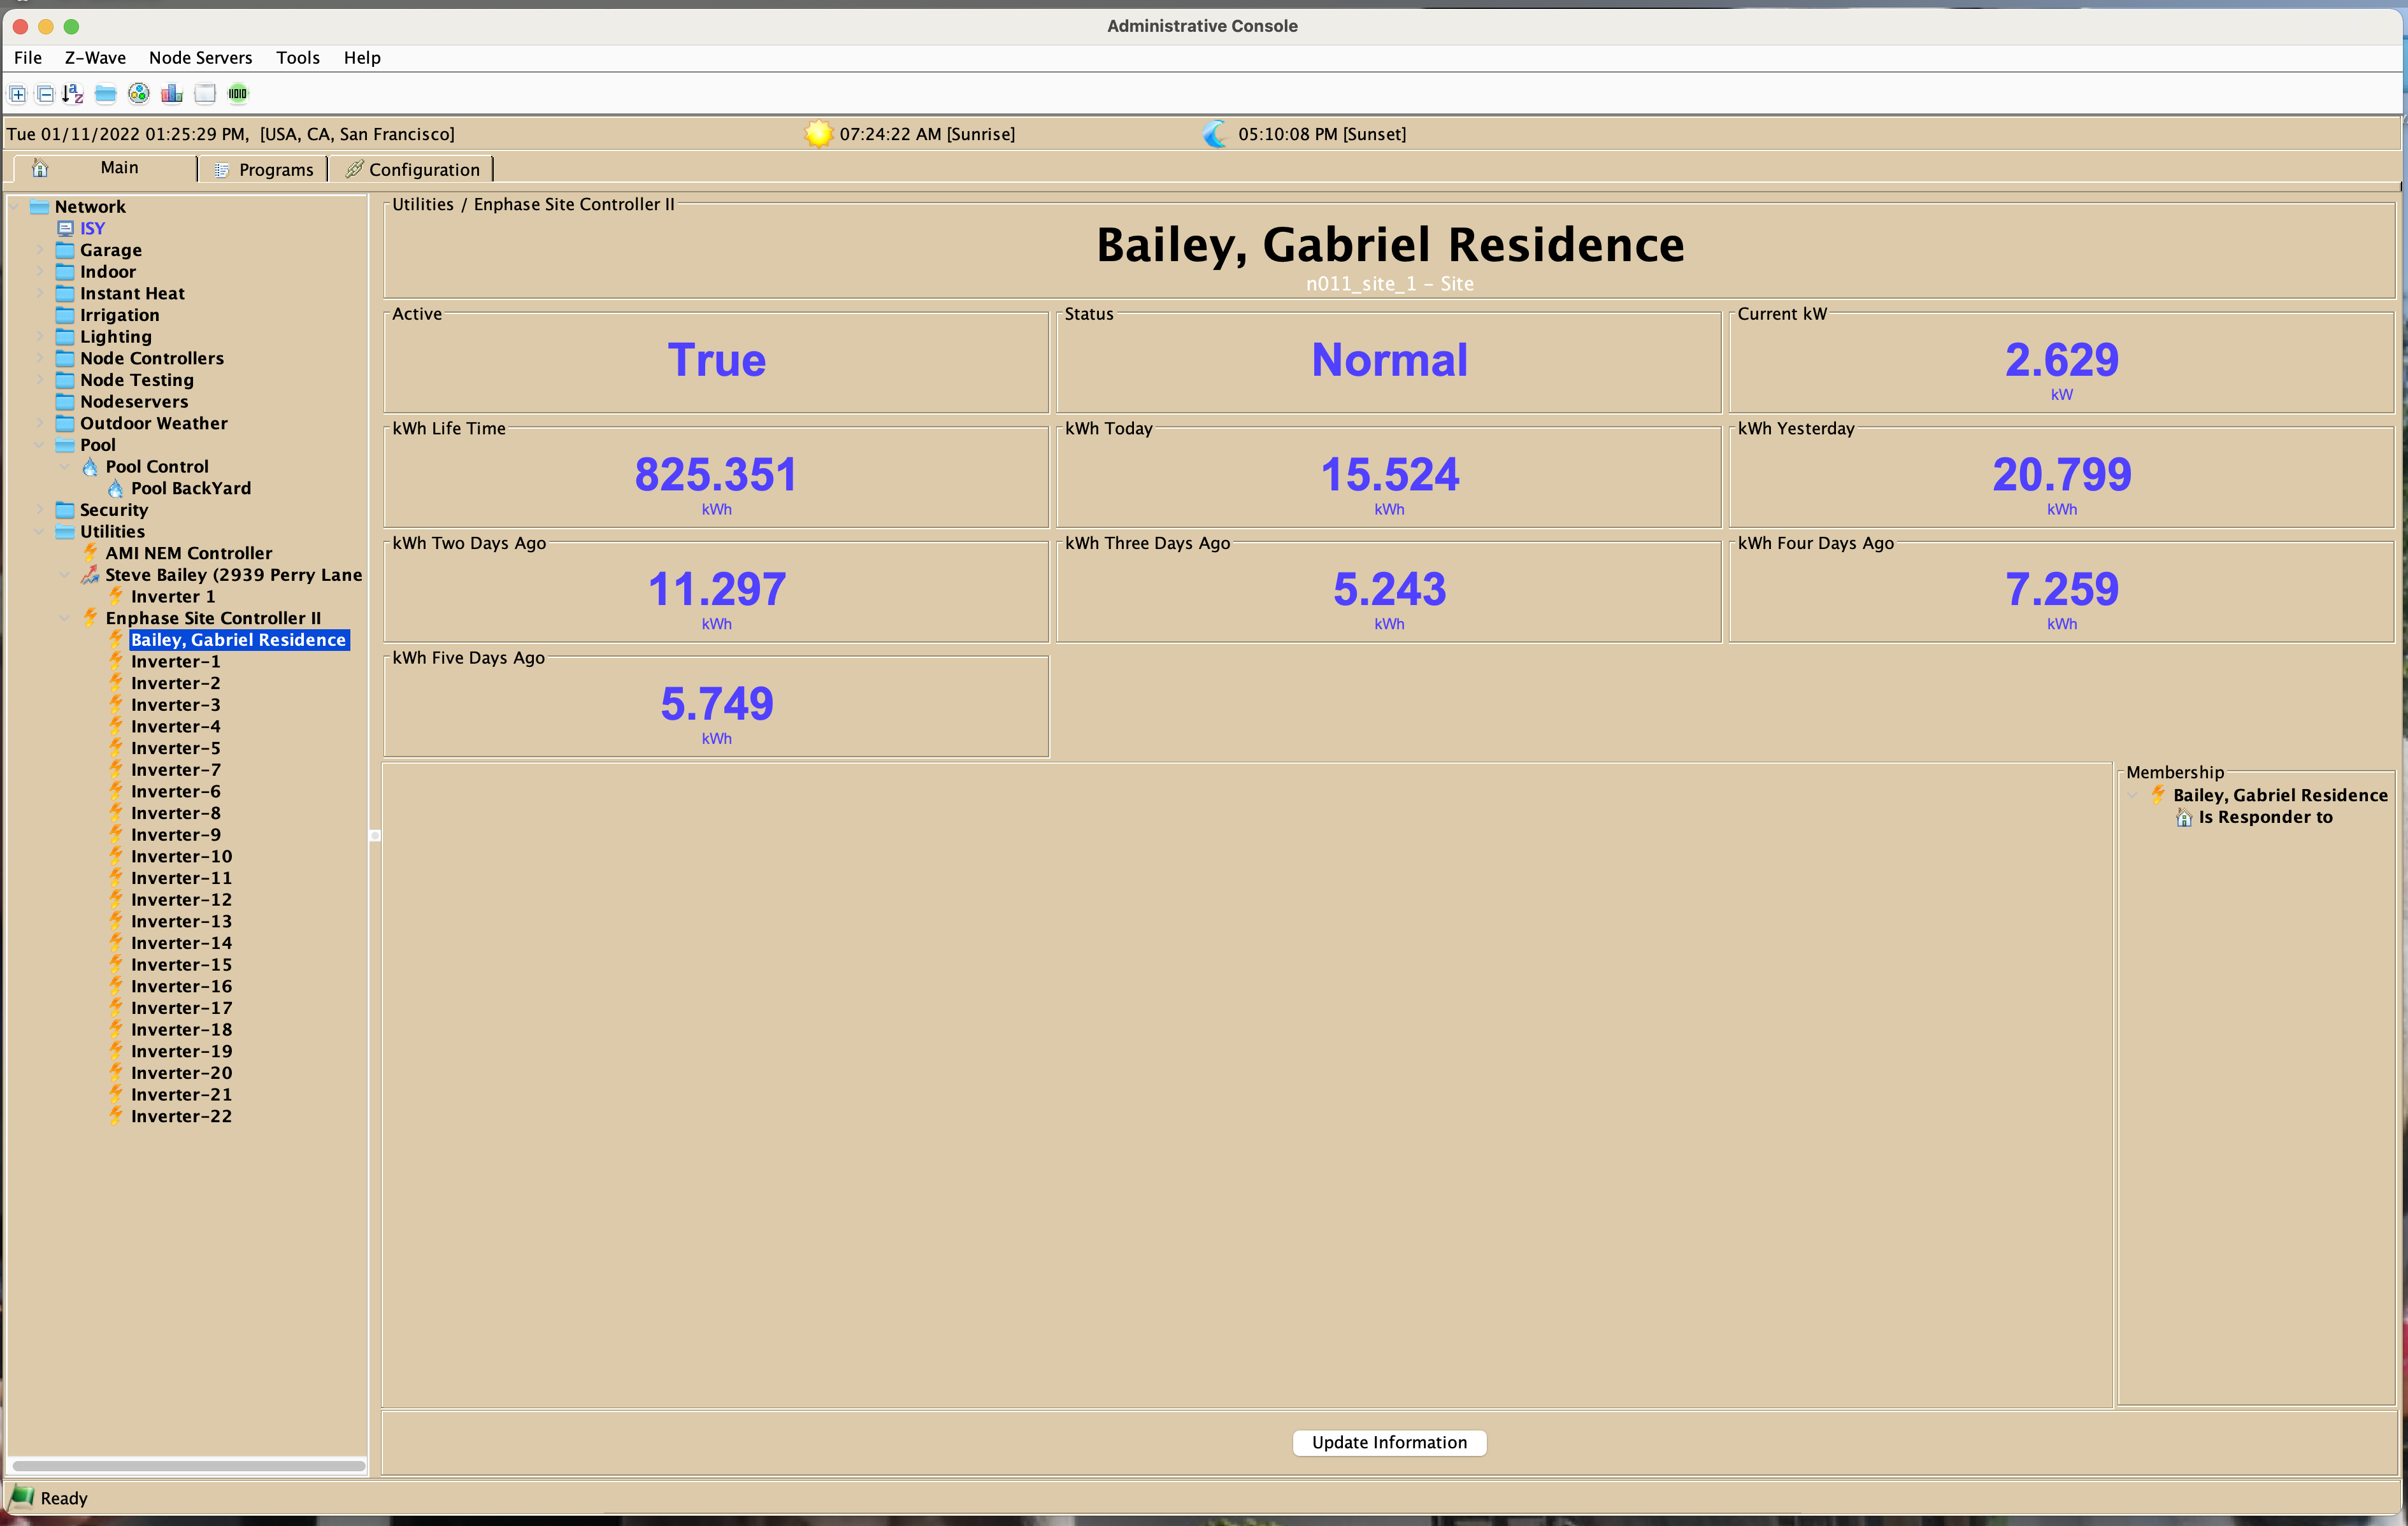 Administrative Console
File Z-Wave Node Servers Tools Help
Tue 01/11/2022 01:25:29 PM, [USA, CA, San Francisco] 07:24:22 AM [Sunrise] 05:10:08 PM [Sunset]
Main Programs Configuration
Network
ISY
Garage
Indoor
Instant Heat
Irrigation
Lighting
Node Controllers
Node Testing
Nodeservers
Outdoor Weather
Pool
Pool Control
Pool BackYard
Security
Utilities
AMI NEM Controller
Steve Bailey (2939 Perry Lane
Inverter 1
Enphase Site Controller II
Bailey, Gabriel Residence
Inverter-1
Inverter-2
Inverter-3
Inverter-4
Inverter-5
Inverter-7
Inverter-6
Inverter-8
Inverter-9
Inverter-10
Inverter-11
Inverter-12
Inverter-13
Inverter-14
Inverter-15
Inverter-16
Inverter-17
Inverter-18
Inverter-19
Inverter-20
Inverter-21
Inverter-22
Utilities / Enphase Site Controller II
Bailey, Gabriel Residence
n011_site_1 - Site
Active
True
Status
Normal
Current kW
2.629
kW
kWh Life Time
825.351
kWh
kWh Today
15.524
kWh
kWh Yesterday
20.799
kWh
kWh Two Days Ago
11.297
kWh
kWh Three Days Ago
5.243
kWh
kWh Four Days Ago
7.259
kWh
kWh Five Days Ago
5.749
kWh
Membership
Bailey, Gabriel Residence
Is Responder to
Update Information
Ready